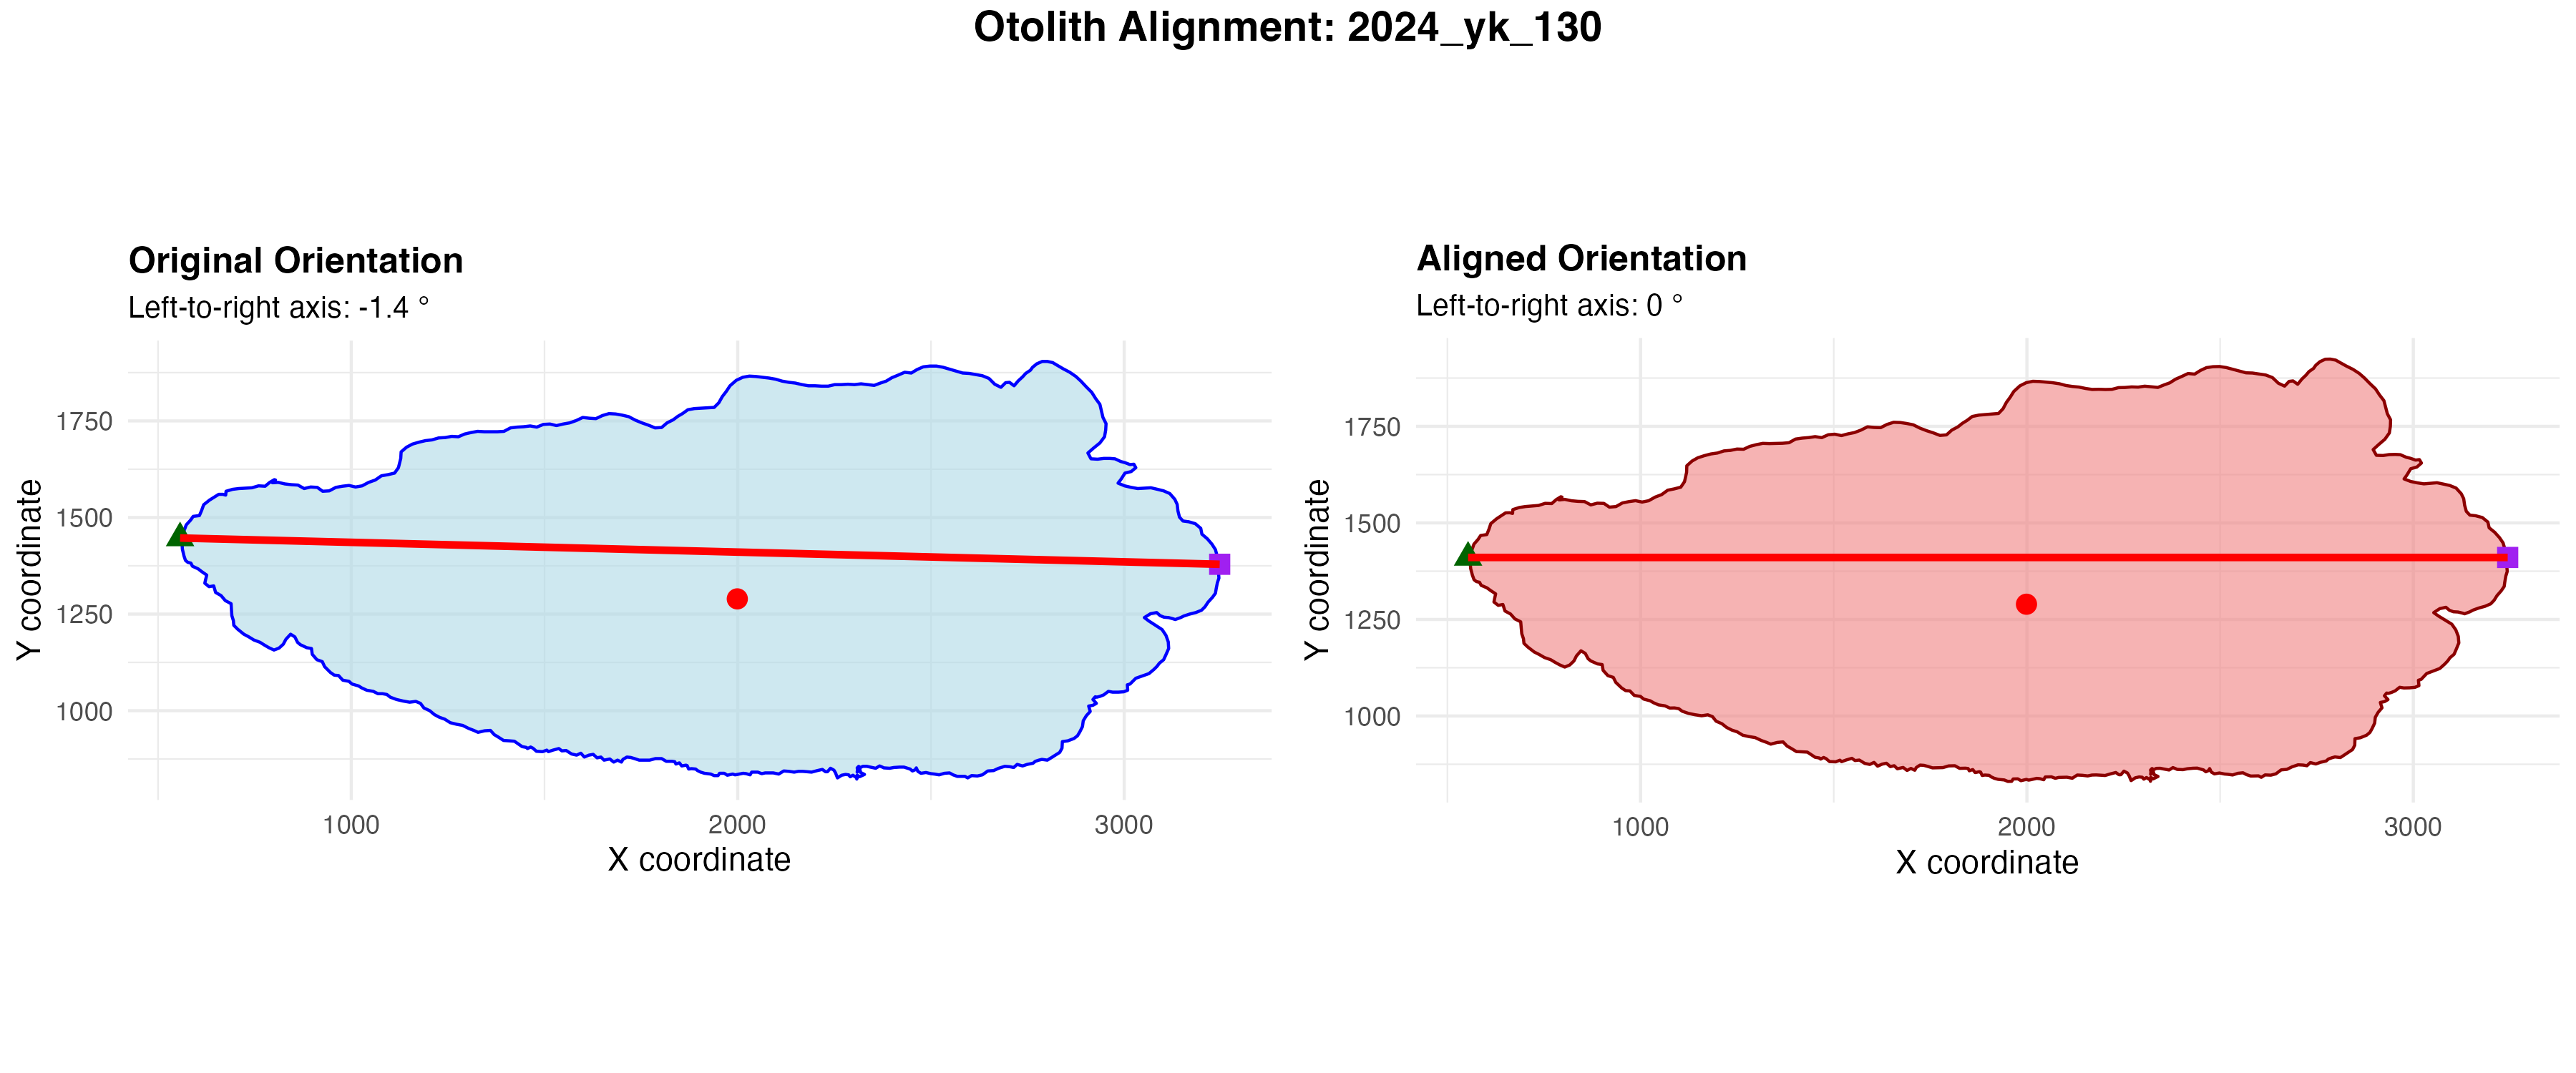 Otolith Alignment: 2024_yk_130
Original Orientation
Left-to-right axis: -1.4 °
Y coordinate
1750
1500
1250
1000
1000 2000 3000
X coordinate
Aligned Orientation
Left-to-right axis: 0 °
Y coordinate
1750
1500
1250
1000
1000 2000 3000
X coordinate